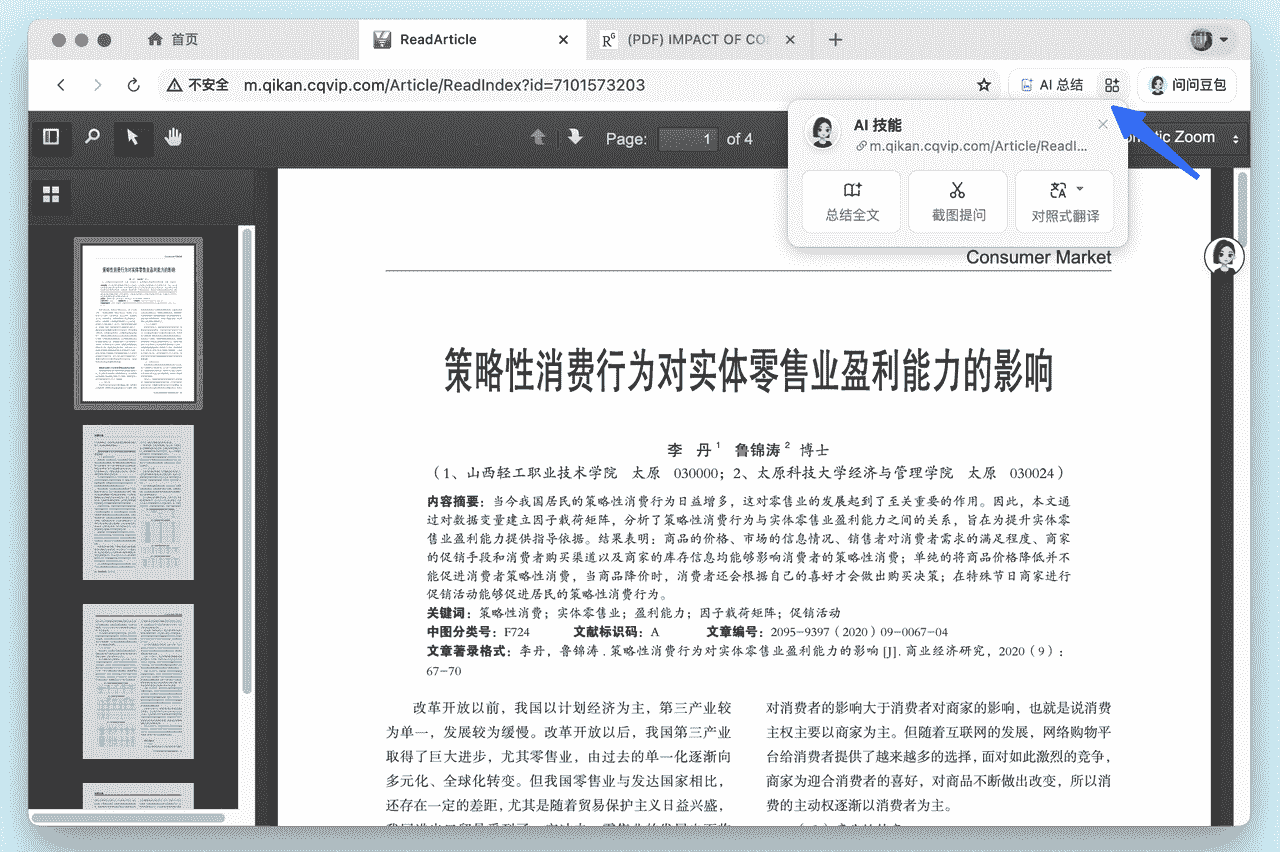 首页
ReadArticle
(PDF) IMPACT OF CO
不安全 m.qikan.cqvip.com/Article/ReadIndex?id=7101573203
AI 总结
问问豆包
Page: 1 of 4
Zoom
AI 技能
m.qikan.cqvip.com/Article/ReadI...
总结全文
截图提问
对照式翻译
Consumer Market
策略性消费行为对实体零售业盈利能力的影响
李 丹 1 鲁锦涛 2 博士
（1、山西轻工职业技术学院 太原 030000；2、太原科技大学经济与管理学院 太原 030024）
内容摘要：当今我国居民的策略性消费行为日益增多，这对零售业的发展起到了至关重要的作用。因此，本文通
过对数据变量建立因子载荷矩阵，分析了策略性消费行为与实体零售业盈利能力之间的关系，旨在为提升实体零
售业盈利能力提供指导依据。结果表明：商品的价格、市场的信息情况、销售者对消费者需求的满足程度、商家
的促销手段和消费者购买渠道以及商家的库存信息均能够影响消费者的策略性消费；单纯的将商品价格降低并不
能促进消费者策略性消费，当商品降价时，消费者还会根据自己的喜好才会做出购买决策，在特殊节日商家进行
促销活动能够促进居民的策略性消费行为。
关键词：策略性消费；实体零售业；盈利能力；因子载荷矩阵；促销活动
中图分类号：F724 文献标识码：A 文章编号：2095-9397（2020）09-0067-04
文章著录格式：李丹，鲁锦涛.策略性消费行为对实体零售业盈利能力的影响 [J]. 商业经济研究，2020（9）：
67-70
改革开放以前，我国以计划经济为主，第三产业较
为单一，发展较为缓慢。改革开放以后，我国第三产业
取得了巨大进步，尤其零售业，由过去的单一化逐渐向
多元化、全球化转变。但我国零售业与发达国家相比，
还存在一定的差距，尤其是随着贸易保护主义日益兴盛，
对消费者的影响大于消费者对商家的影响，也就是说消费
主权主要以商家为主。但随着互联网的发展，网络购物平
台给消费者提供了越来越多的选择，面对如此激烈的竞争，
商家为迎合消费者的喜好，对商品不断做出改变，所以消
费的主动权逐渐以消费者为主。